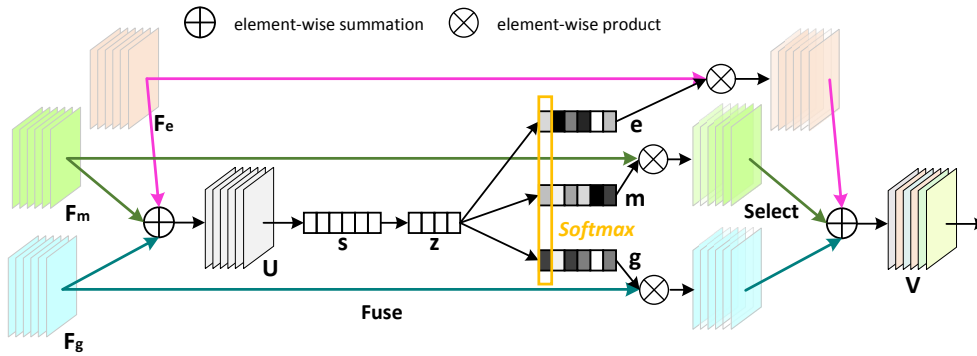 element-wise summation
element-wise product
Fe
e
Fm
m
Select
Softmax
s
z
U
g
V
Fuse
Fg